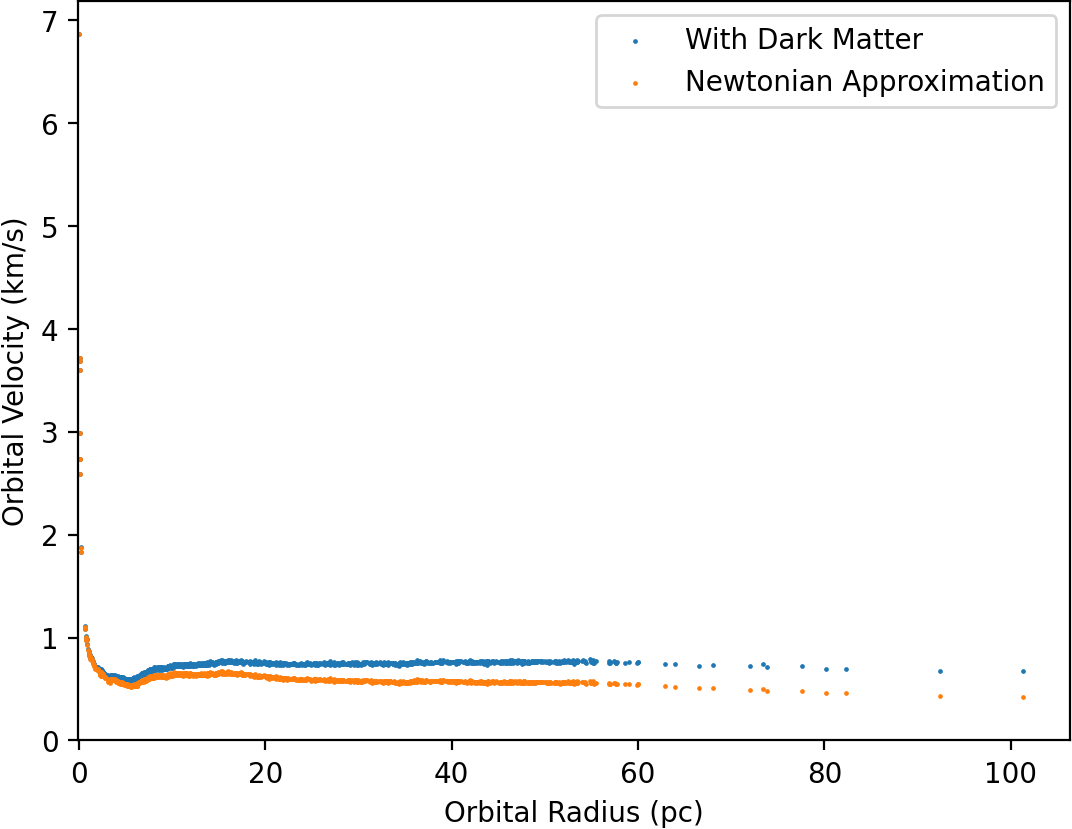 With Dark Matter
Newtonian Approximation
7
6
5
4
3
2
1
0
Orbital Velocity (km/s)
0 20 40 60 80 100
Orbital Radius (pc)